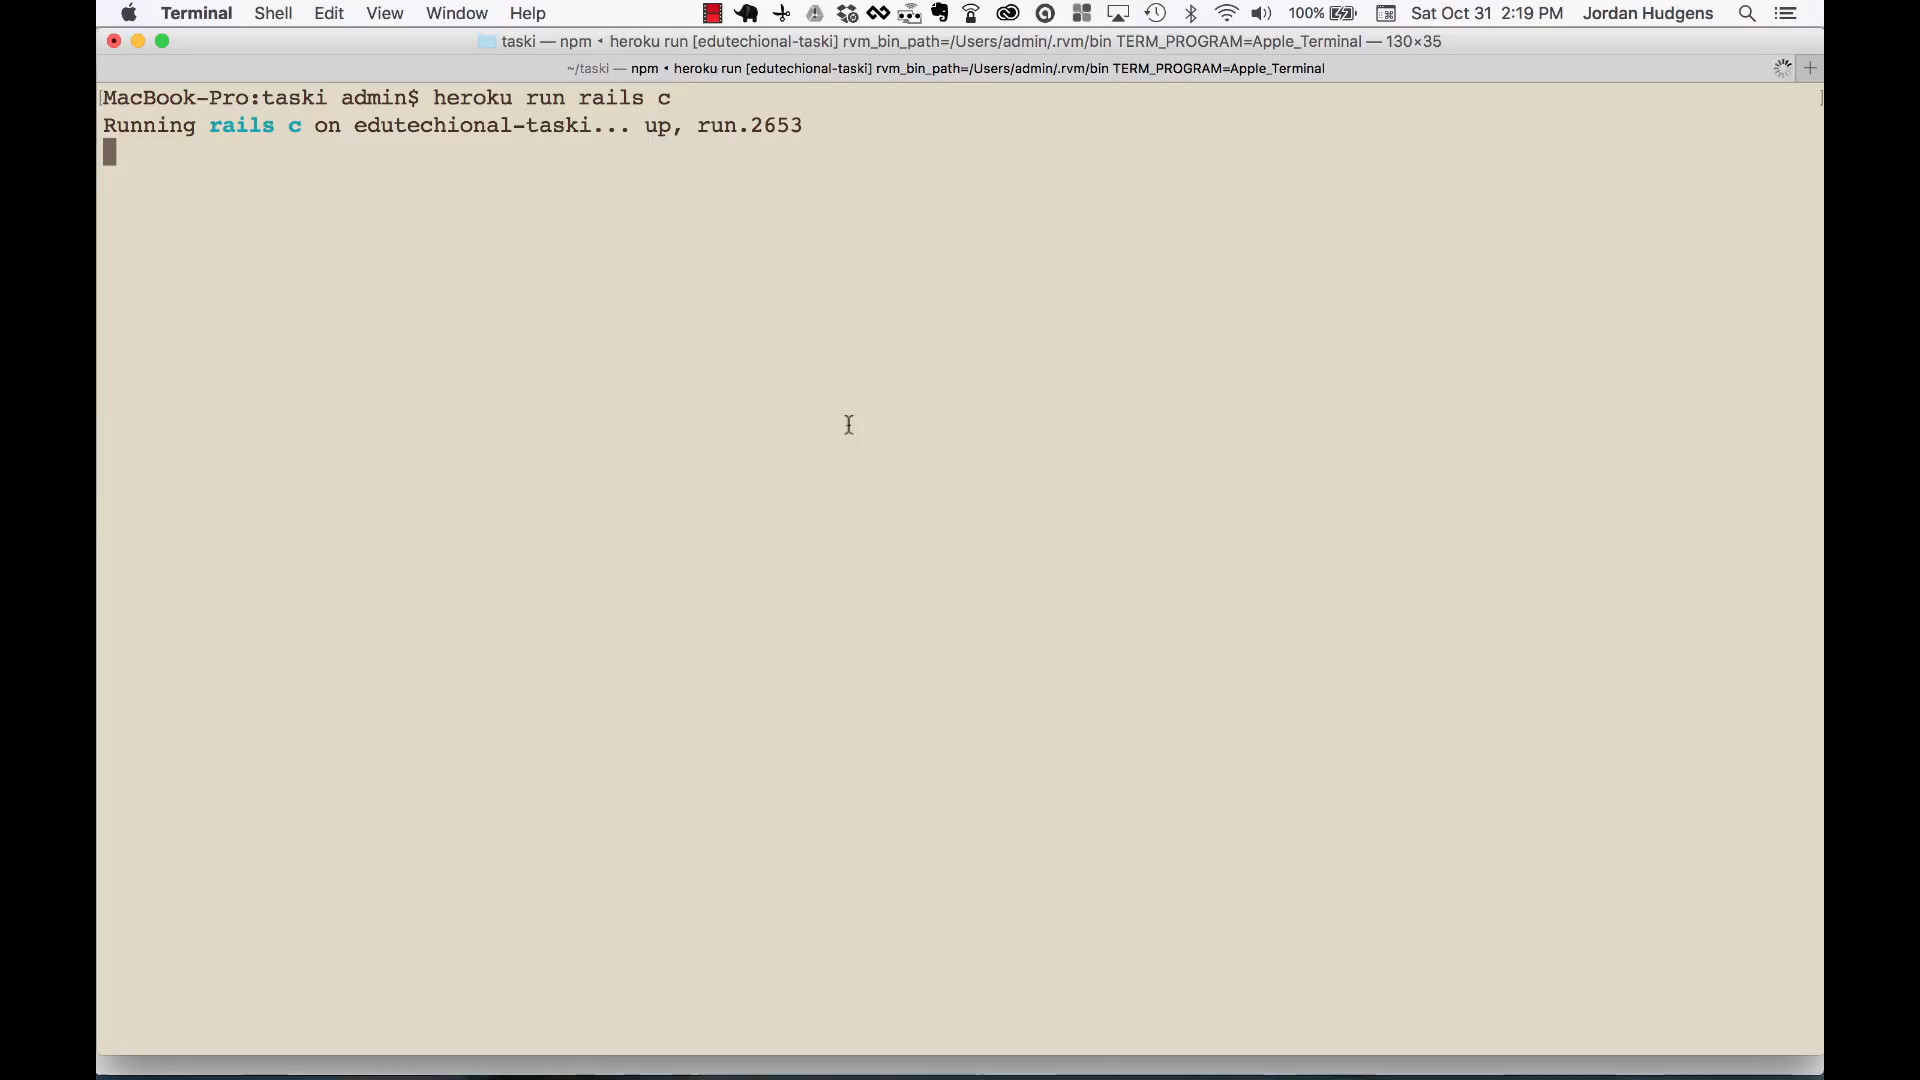 Terminal Shell Edit View Window Help 100% Sat Oct 31 2:19 PM Jordan Hudgens
taski — npm • heroku run [edutechional-taski] rvm_bin_path=/Users/admin/.rvm/bin TERM_PROGRAM=Apple_Terminal — 130×35
~/taski — npm • heroku run [edutechional-taski] rvm_bin_path=/Users/admin/.rvm/bin TERM_PROGRAM=Apple_Terminal
MacBook-Pro:taski admin$ heroku run rails c
Running rails c on edutechional-taski... up, run.2653